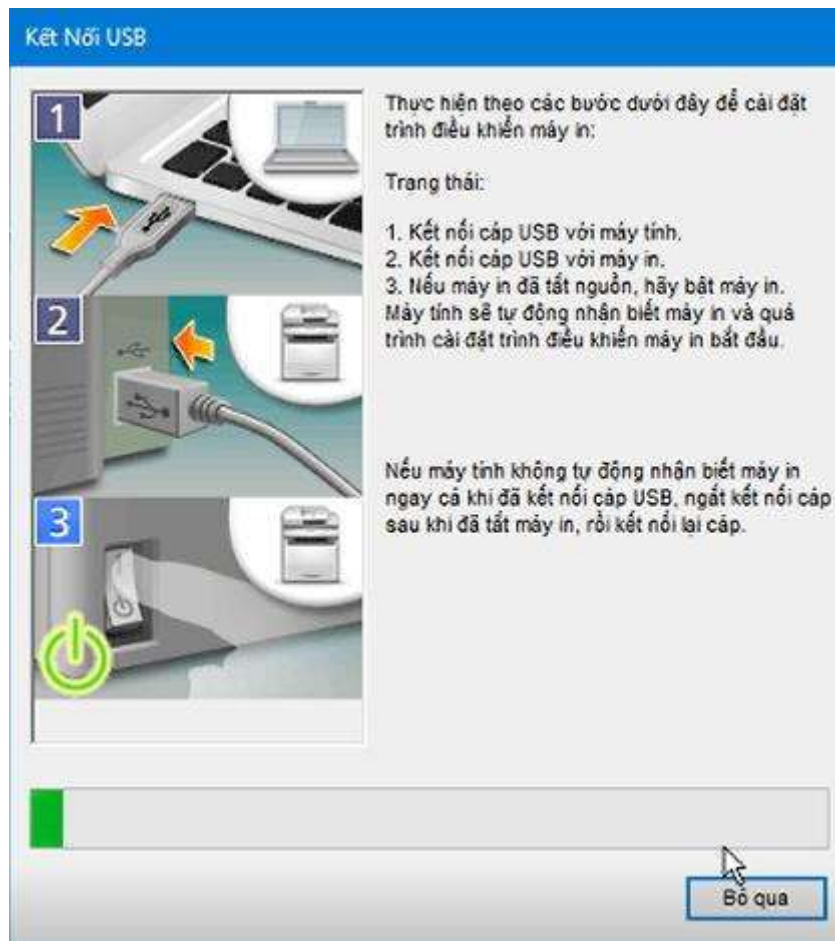 Kết Nối USB
1
Thực hiện theo các bước dưới đây để cài đặt
trình điều khiển máy in:
Trạng thái:
1. Kết nối cáp USB với máy tính.
2. Kết nối cáp USB với máy in.
3. Nếu máy in đã tắt nguồn, hãy bật máy in.
Máy tính sẽ tự động nhận biết máy in và quá
trình cài đặt trình điều khiển máy in bắt đầu.
2
Nếu máy tính không tự động nhận biết máy in
ngay cả khi đã kết nối cáp USB, ngắt kết nối cáp
sau khi đã tắt máy in, rồi kết nối lại cáp.
3
Bỏ qua